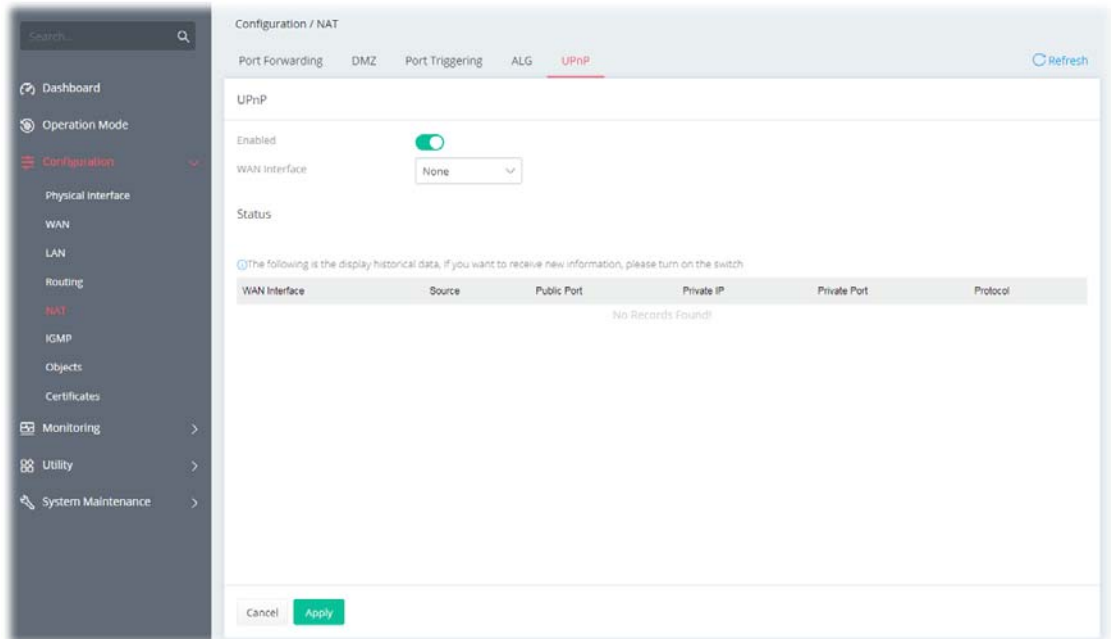 Search...
Dashboard
Operation Mode
Configuration
Physical Interface
WAN
LAN
Routing
NAT
IGMP
Objects
Certificates
Monitoring
Utility
System Maintenance
Configuration / NAT
Port Forwarding DMZ Port Triggering ALG UPnP Refresh
UPnP
Enabled
WAN Interface None
Status
The following is the display historical data, if you want to receive new information, please turn on the switch
WAN Interface Source Public Port Private IP Private Port Protocol
No Records Found!
Cancel Apply